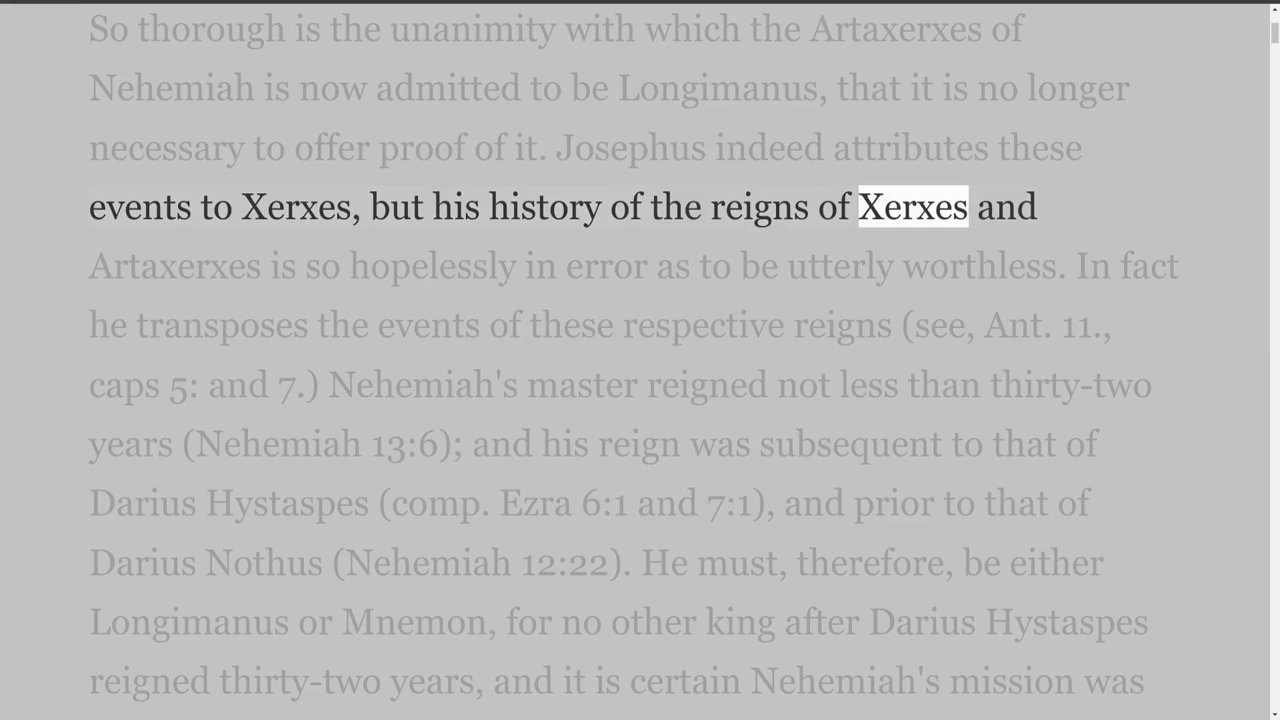 So thorough is the unanimity with which the Artaxerxes of
Nehemiah is now admitted to be Longimanus, that it is no longer
necessary to offer proof of it. Josephus indeed attributes these
events to Xerxes, but his history of the reigns of Xerxes and
Artaxerxes is so hopelessly in error as to be utterly worthless. In fact
he transposes the events of these respective reigns (see, Ant. 11.,
caps 5: and 7.) Nehemiah's master reigned not less than thirty-two
years (Nehemiah 13:6); and his reign was subsequent to that of
Darius Hystaspes (comp. Ezra 6:1 and 7:1), and prior to that of
Darius Nothus (Nehemiah 12:22). He must, therefore, be either
Longimanus or Mnemon, for no other king after Darius Hystaspes
reigned thirty-two years, and it is certain Nehemiah's mission was